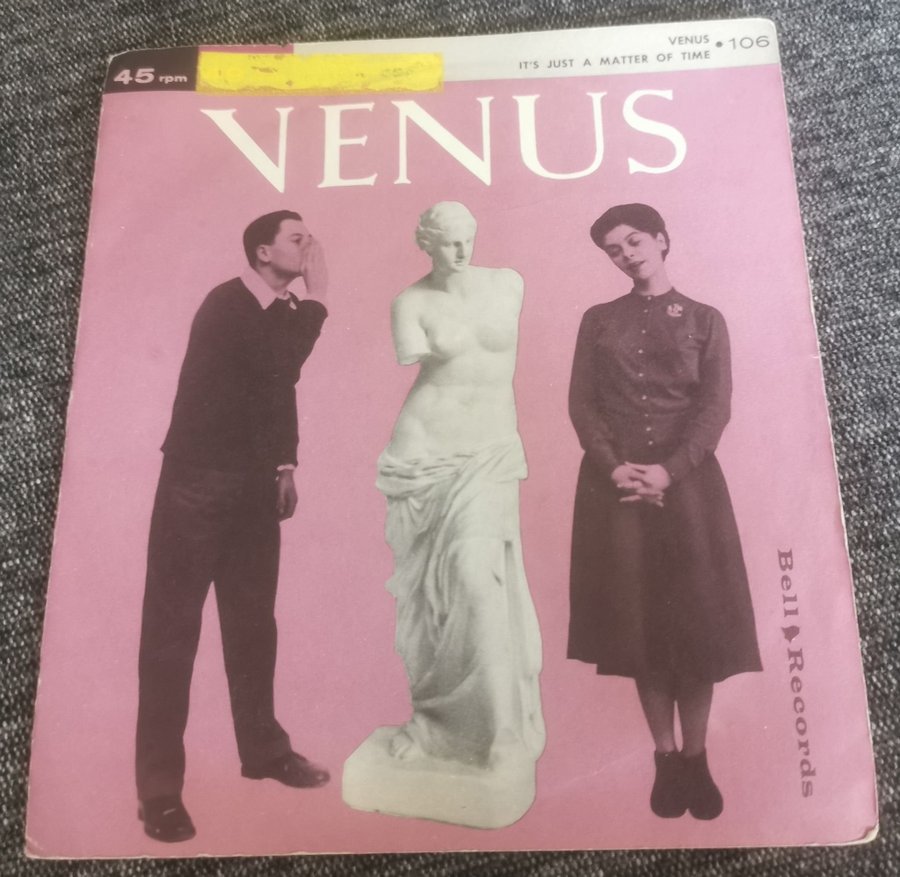 45 rpm
VENUS • 106
IT'S JUST A MATTER OF TIME
VENUS
Bell Records